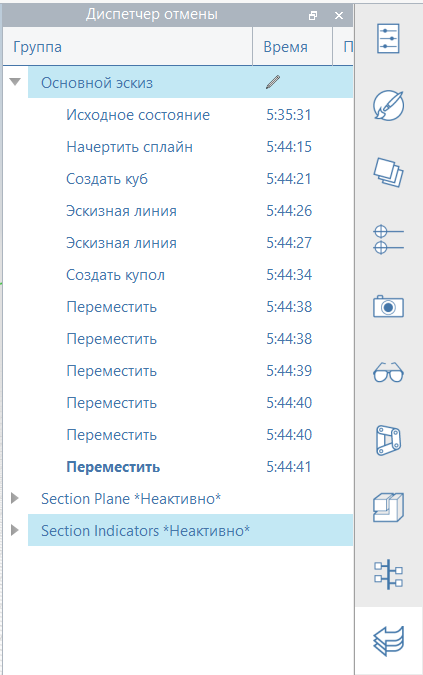 Диспетчер отмены
Группа Время П
Основной эскиз
Исходное состояние 5:35:31
Начертить сплайн 5:44:15
Создать куб 5:44:21
Эскизная линия 5:44:26
Эскизная линия 5:44:27
Создать купол 5:44:34
Переместить 5:44:38
Переместить 5:44:38
Переместить 5:44:39
Переместить 5:44:40
Переместить 5:44:40
Переместить 5:44:41
Section Plane *Неактивно*
Section Indicators *Неактивно*